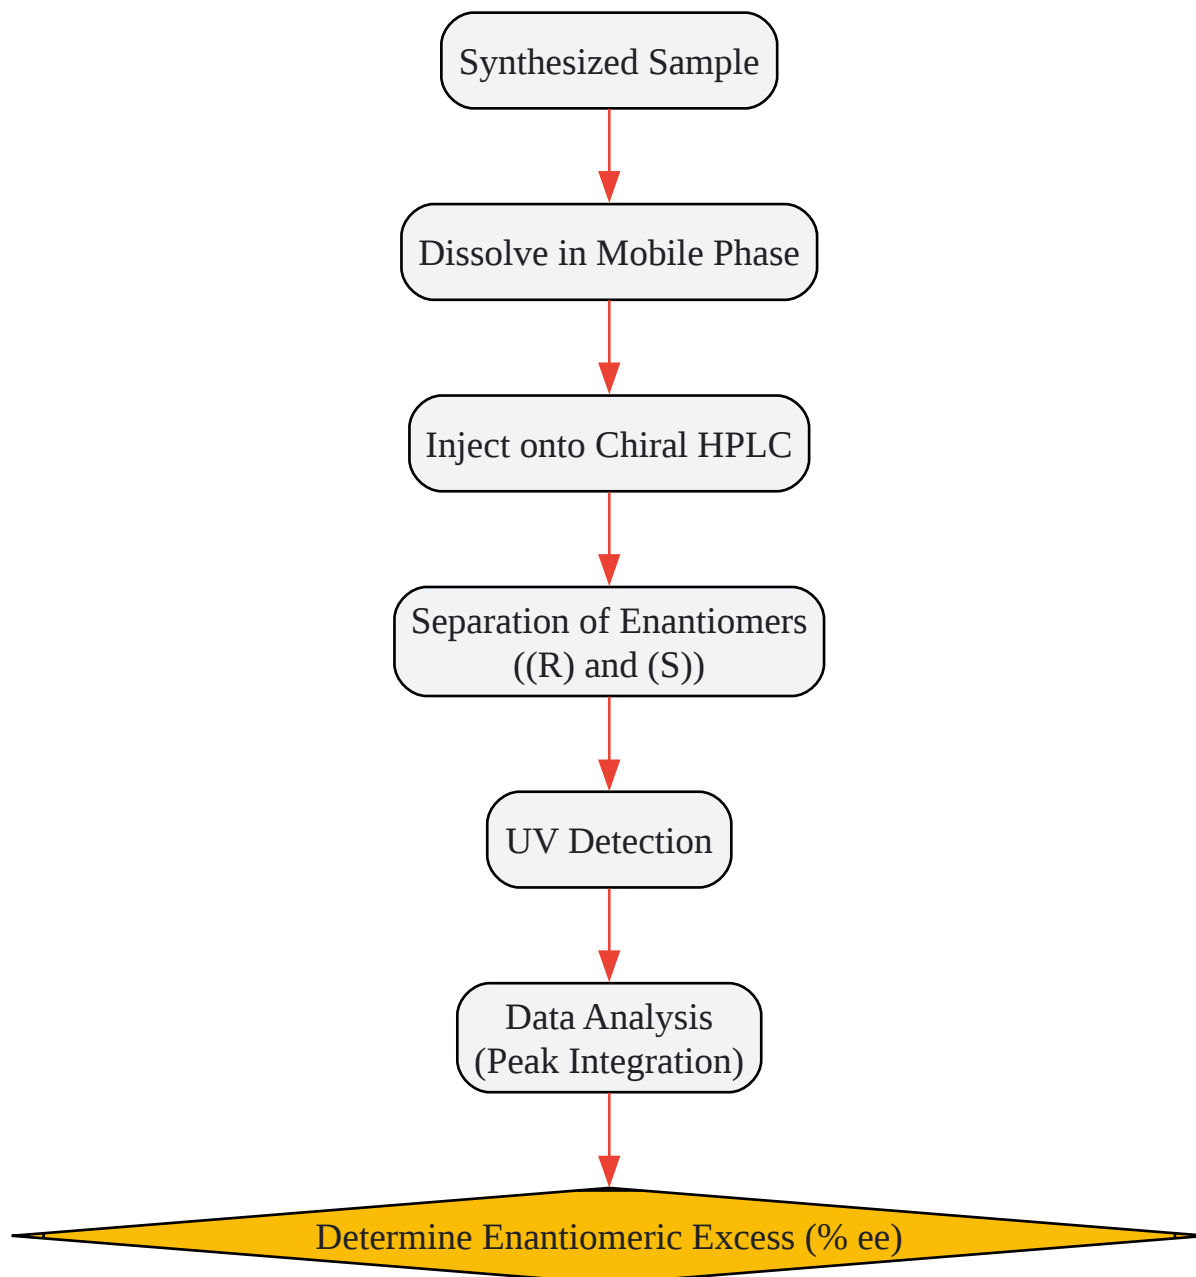 Synthesized Sample
Dissolve in Mobile Phase
Inject onto Chiral HPLC
Separation of Enantiomers
((R) and (S))
UV Detection
Data Analysis
(Peak Integration)
Determine Enantiomeric Excess (% ee)